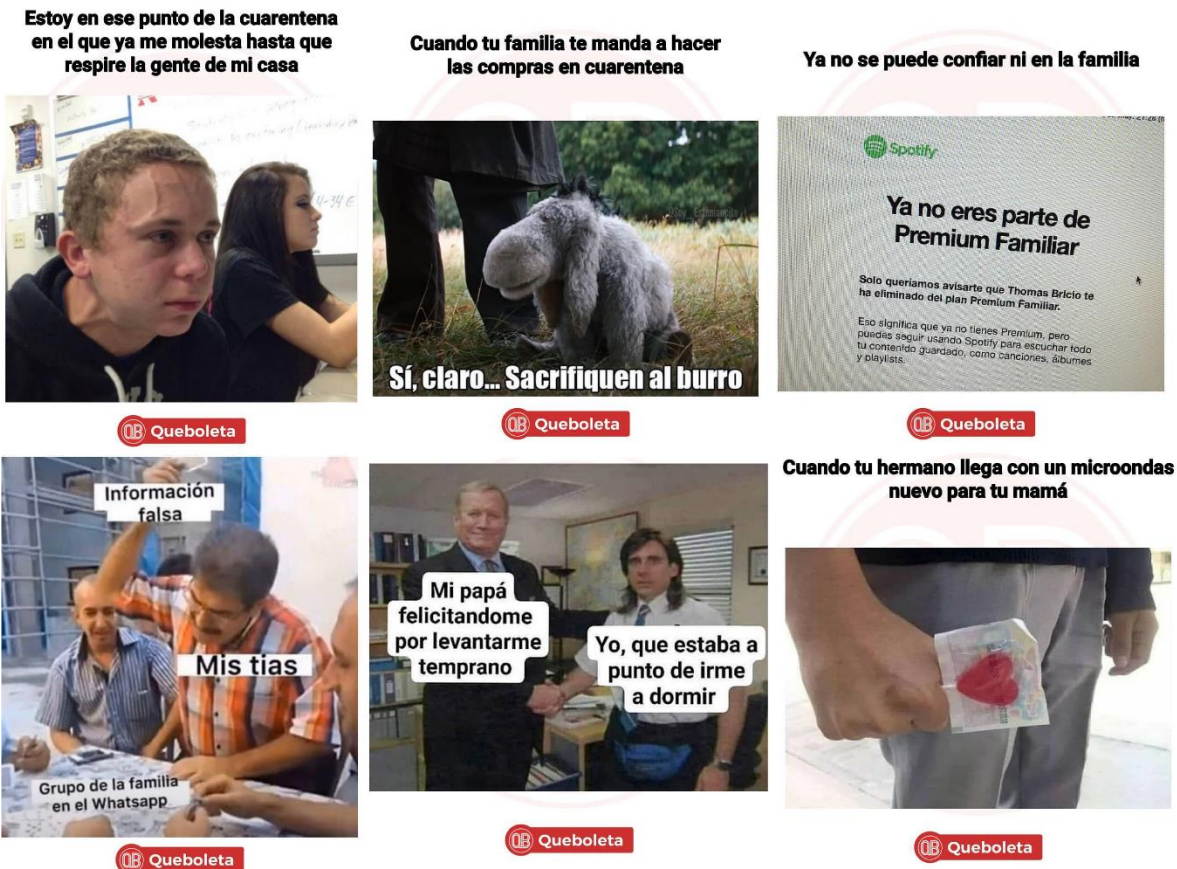 Estoy en ese punto de la cuarentena
en el que ya me molesta hasta que
respire la gente de mi casa
Queboleta
Cuando tu familia te manda a hacer
las compras en cuarentena
Sí, claro... Sacrifiquen al burro
Queboleta
Ya no se puede confiar ni en la familia
Spotify
Ya no eres parte de
Premium Familiar
Solo queríamos avisarte que Thomas Bricio te
ha eliminado del plan Premium Familiar.
Eso significa que ya no tienes Premium, pero
puedes seguir usando Spotify para escuchar todo
tu contenido guardado, como canciones, álbumes
y playlists.
Queboleta
Información
falsa
Mis tias
Grupo de la familia
en el Whatsapp
Queboleta
Mi papá
felicitandome
por levantarme
temprano
Yo, que estaba a
punto de irme
a dormir
Queboleta
Cuando tu hermano llega con un microondas
nuevo para tu mamá
Queboleta